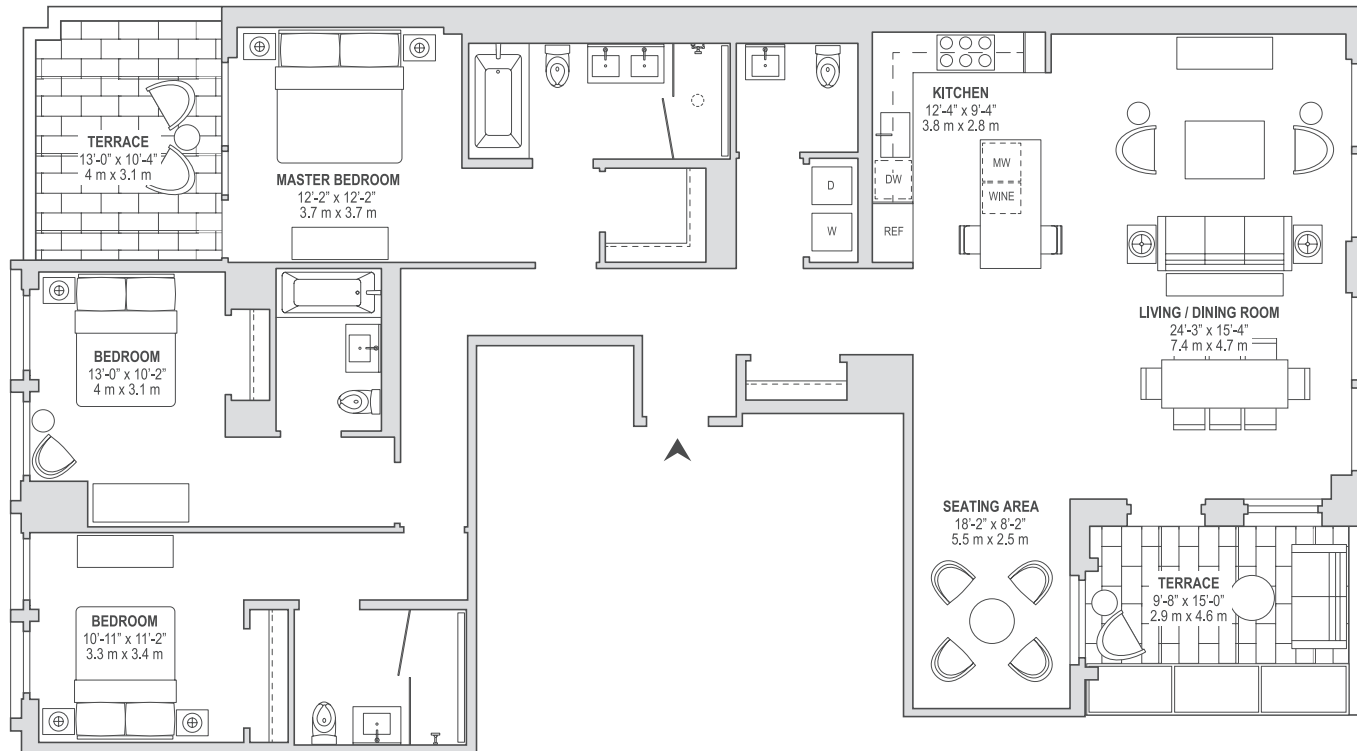 TERRACE
13’-0” x 10’-4”
4 m x 3.1 m
MASTER BEDROOM
12’-2” x 12’-2”
3.7 m x 3.7 m
D
W
KITCHEN
12’-4” x 9’-4”
3.8 m x 2.8 m
DW
REF
MW
WINE
LIVING / DINING ROOM
24’-3” x 15’-4”
7.4 m x 4.7 m
BEDROOM
13’-0” x 10’-2”
4 m x 3.1 m
SEATING AREA
18’-2” x 8’-2”
5.5 m x 2.5 m
TERRACE
9’-8” x 15’-0”
2.9 m x 4.6 m
BEDROOM
10’-11” x 11’-2”
3.3 m x 3.4 m